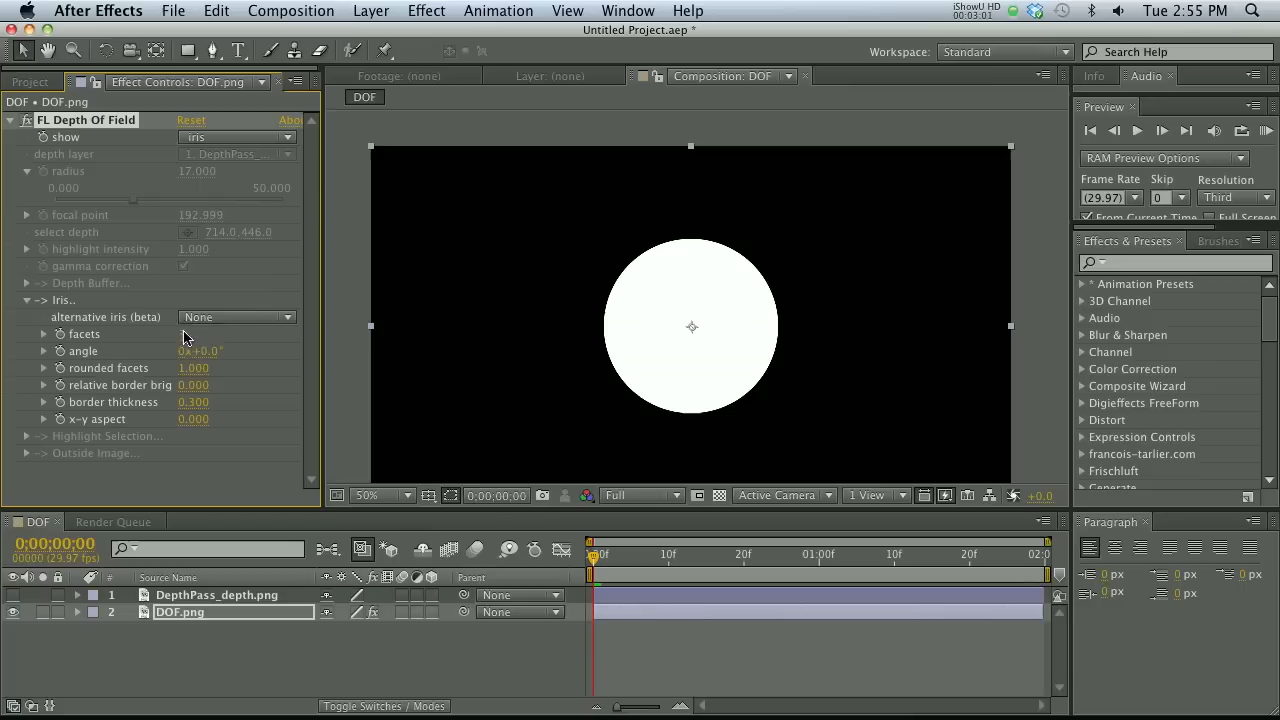 After Effects File Edit Composition Layer Effect Animation View Window Help iShowU HD 00:03:01 Tue 2:55 PM
Untitled Project.aep *
Workspace: Standard Search Help
Project Effect Controls: DOF.png Footage: (none) Layer: (none) Composition: DOF Info Audio
DOF • DOF.png
DOF
FL Depth Of Field Reset Abo
show iris
depth layer 1. DepthPass_...
radius 17.000
0.000 50.000
focal point 192.999
select depth 714.0, 446.0
highlight intensity 1.000
gamma correction
-> Depth Buffer...
-> Iris..
alternative iris (beta) None
facets
angle 0x+0.0°
rounded facets 1.000
relative border brig 0.000
border thickness 0.300
x-y aspect 0.000
-> Highlight Selection...
-> Outside Image...
50% 0;00;00;00 Full Active Camera 1 View +0.0
Preview
RAM Preview Options
Frame Rate Skip Resolution
(29.97) 0 Third
From Current Time Full Screen
Effects & Presets Brushes
* Animation Presets
3D Channel
Audio
Blur & Sharpen
Channel
Color Correction
Composite Wizard
Digieffects FreeForm
Distort
Expression Controls
francois-tarlier.com
Frischluft
Generate
DOF Render Queue
0;00;00;00
00000 (29.97 fps)
:00f 10f 20f 01:00f 10f 20f 02:0
# Source Name Parent
1 DepthPass_depth.png None
2 DOF.png None
Toggle Switches / Modes
Paragraph
0 px 0 px 0 px
0 px 0 px